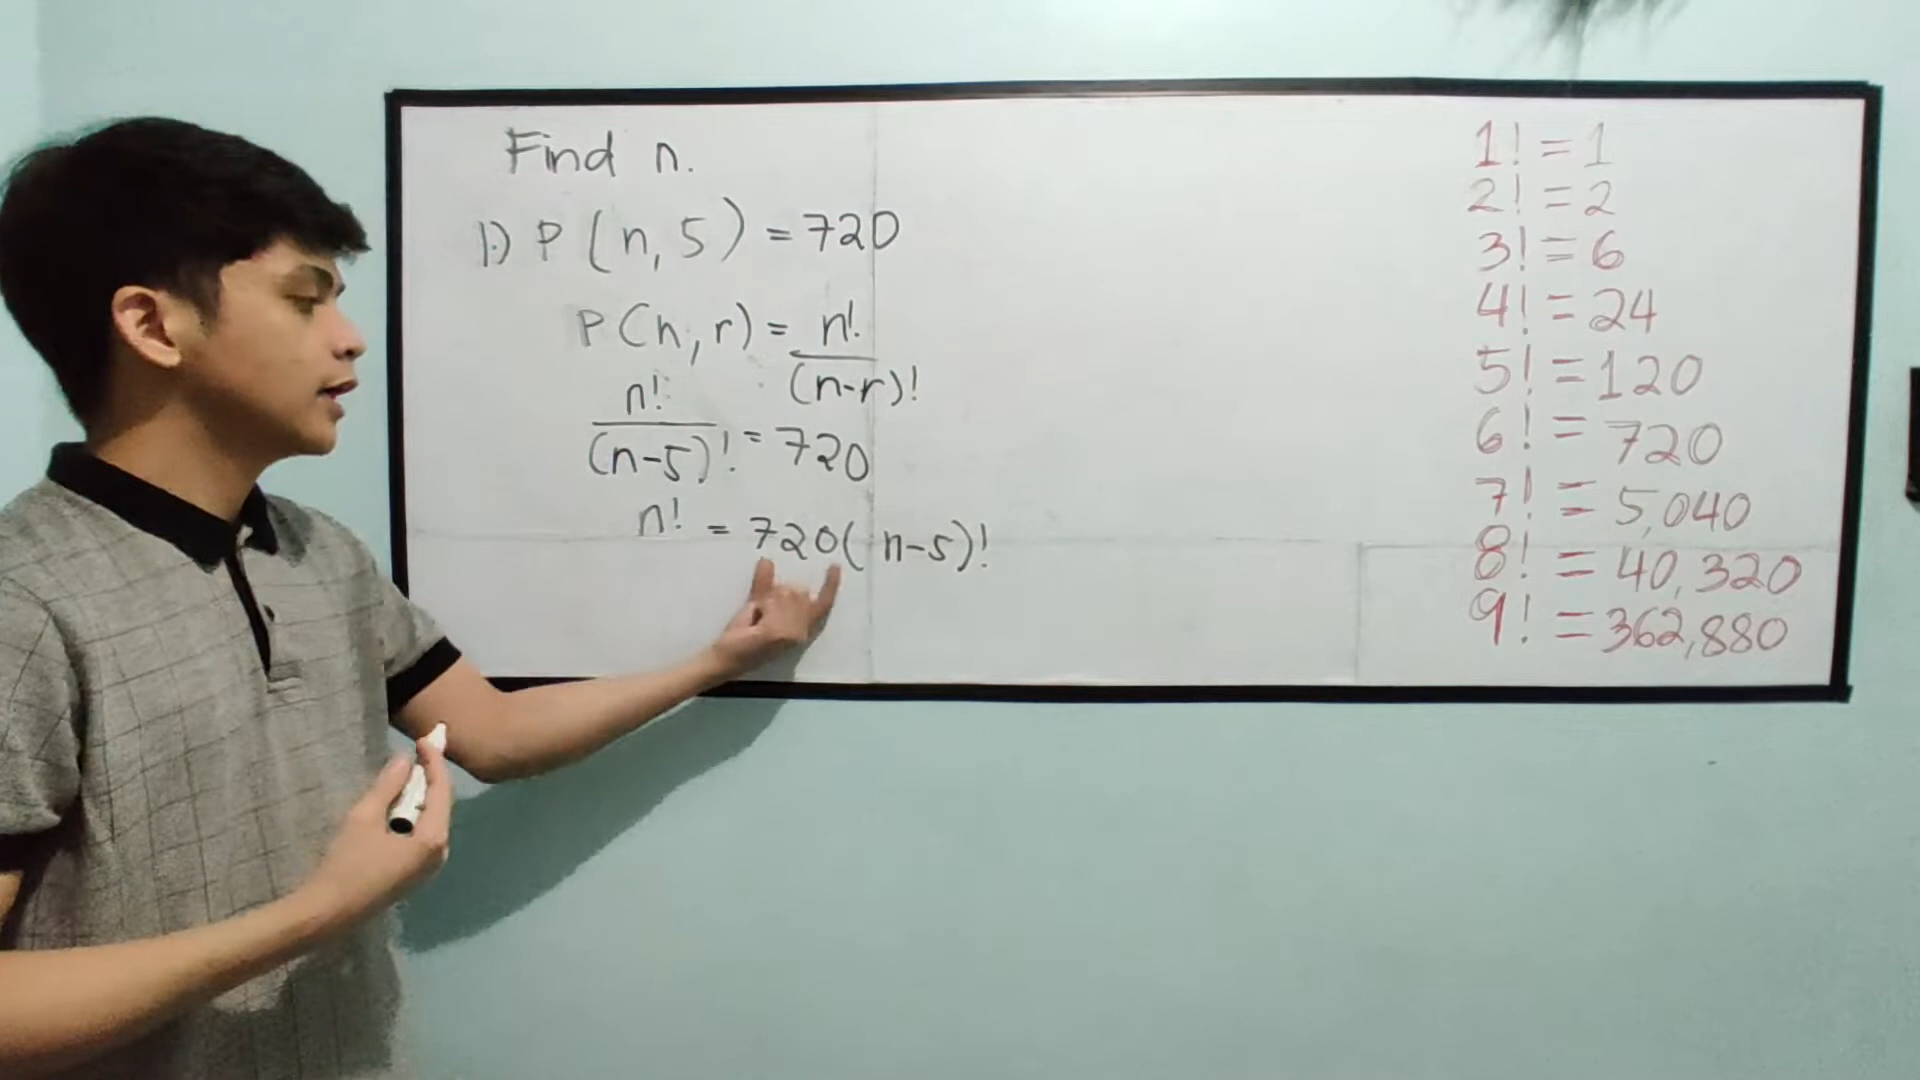 Find n.
1.) P(n, 5) = 720
P(n, r) = n!
(n-r)!
n!
(n-5)! = 720
n! = 720(n-5)!
1! = 1
2! = 2
3! = 6
4! = 24
5! = 120
6! = 720
7! = 5,040
8! = 40,320
9! = 362,880